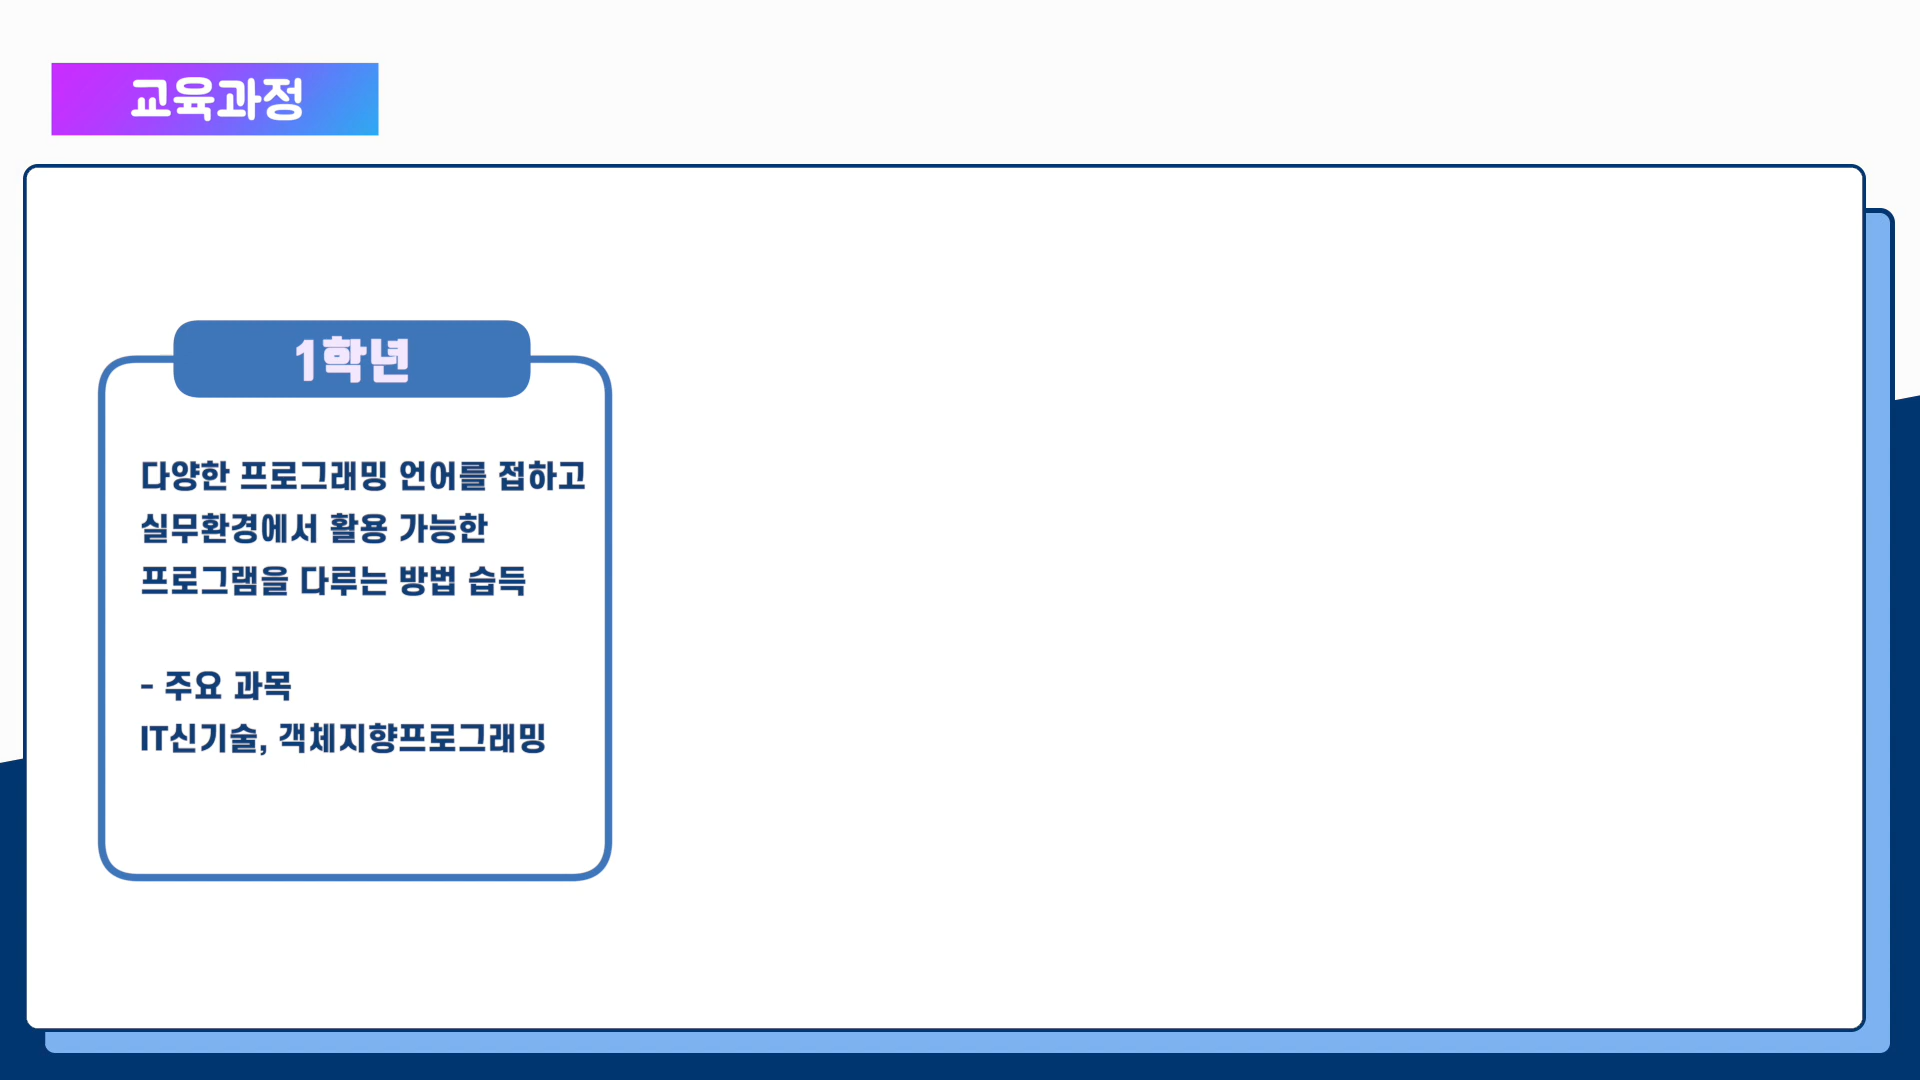 교육과정
1학년
다양한 프로그래밍 언어를 접하고
실무환경에서 활용 가능한
프로그램을 다루는 방법 습득
- 주요 과목
IT신기술, 객체지향프로그래밍